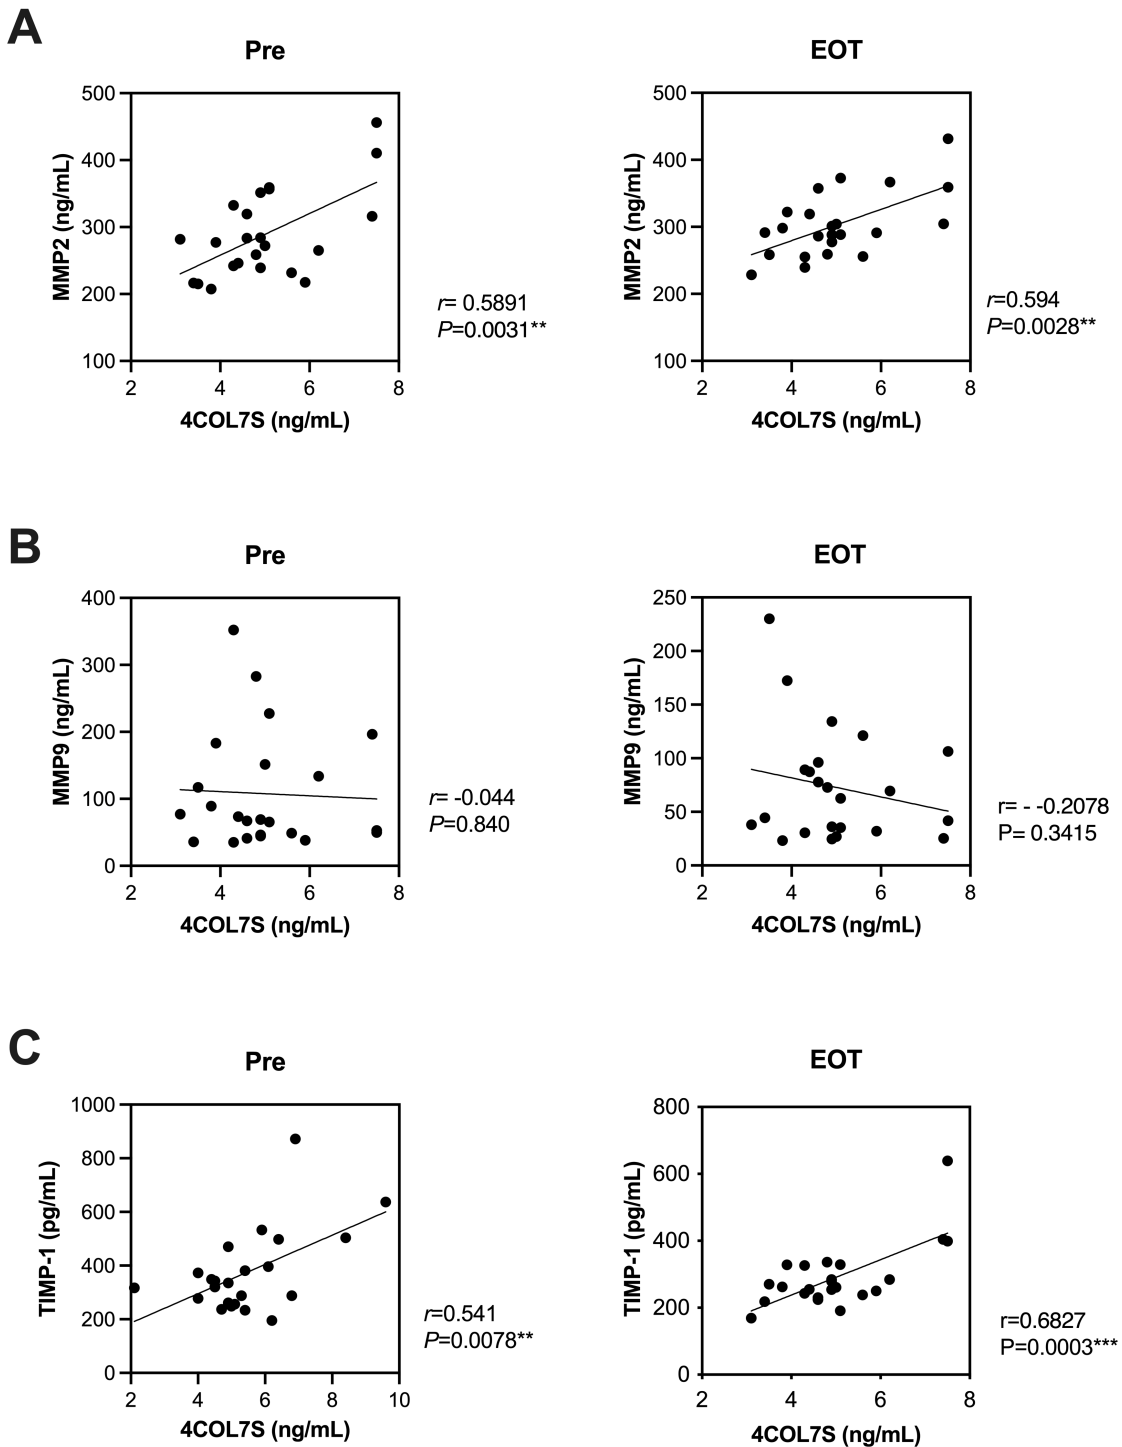 A
Pre
EOT
500
400
300
200
100
MMP2 (ng/mL)
2 4 6 8
4COL7S (ng/mL)
r= 0.5891
P=0.0031**
500
400
300
200
100
MMP2 (ng/mL)
2 4 6 8
4COL7S (ng/mL)
r=0.594
P=0.0028**
B
Pre
EOT
400
300
200
100
0
MMP9 (ng/mL)
2 4 6 8
4COL7S (ng/mL)
r= -0.044
P=0.840
250
200
150
100
50
0
MMP9 (ng/mL)
2 4 6 8
4COL7S (ng/mL)
r= - -0.2078
P= 0.3415
C
Pre
EOT
1000
800
600
400
200
0
TIMP-1 (pg/mL)
2 4 6 8 10
4COL7S (ng/mL)
r=0.541
P=0.0078**
800
600
400
200
0
TIMP-1 (pg/mL)
2 4 6 8
4COL7S (ng/mL)
r=0.6827
P=0.0003***